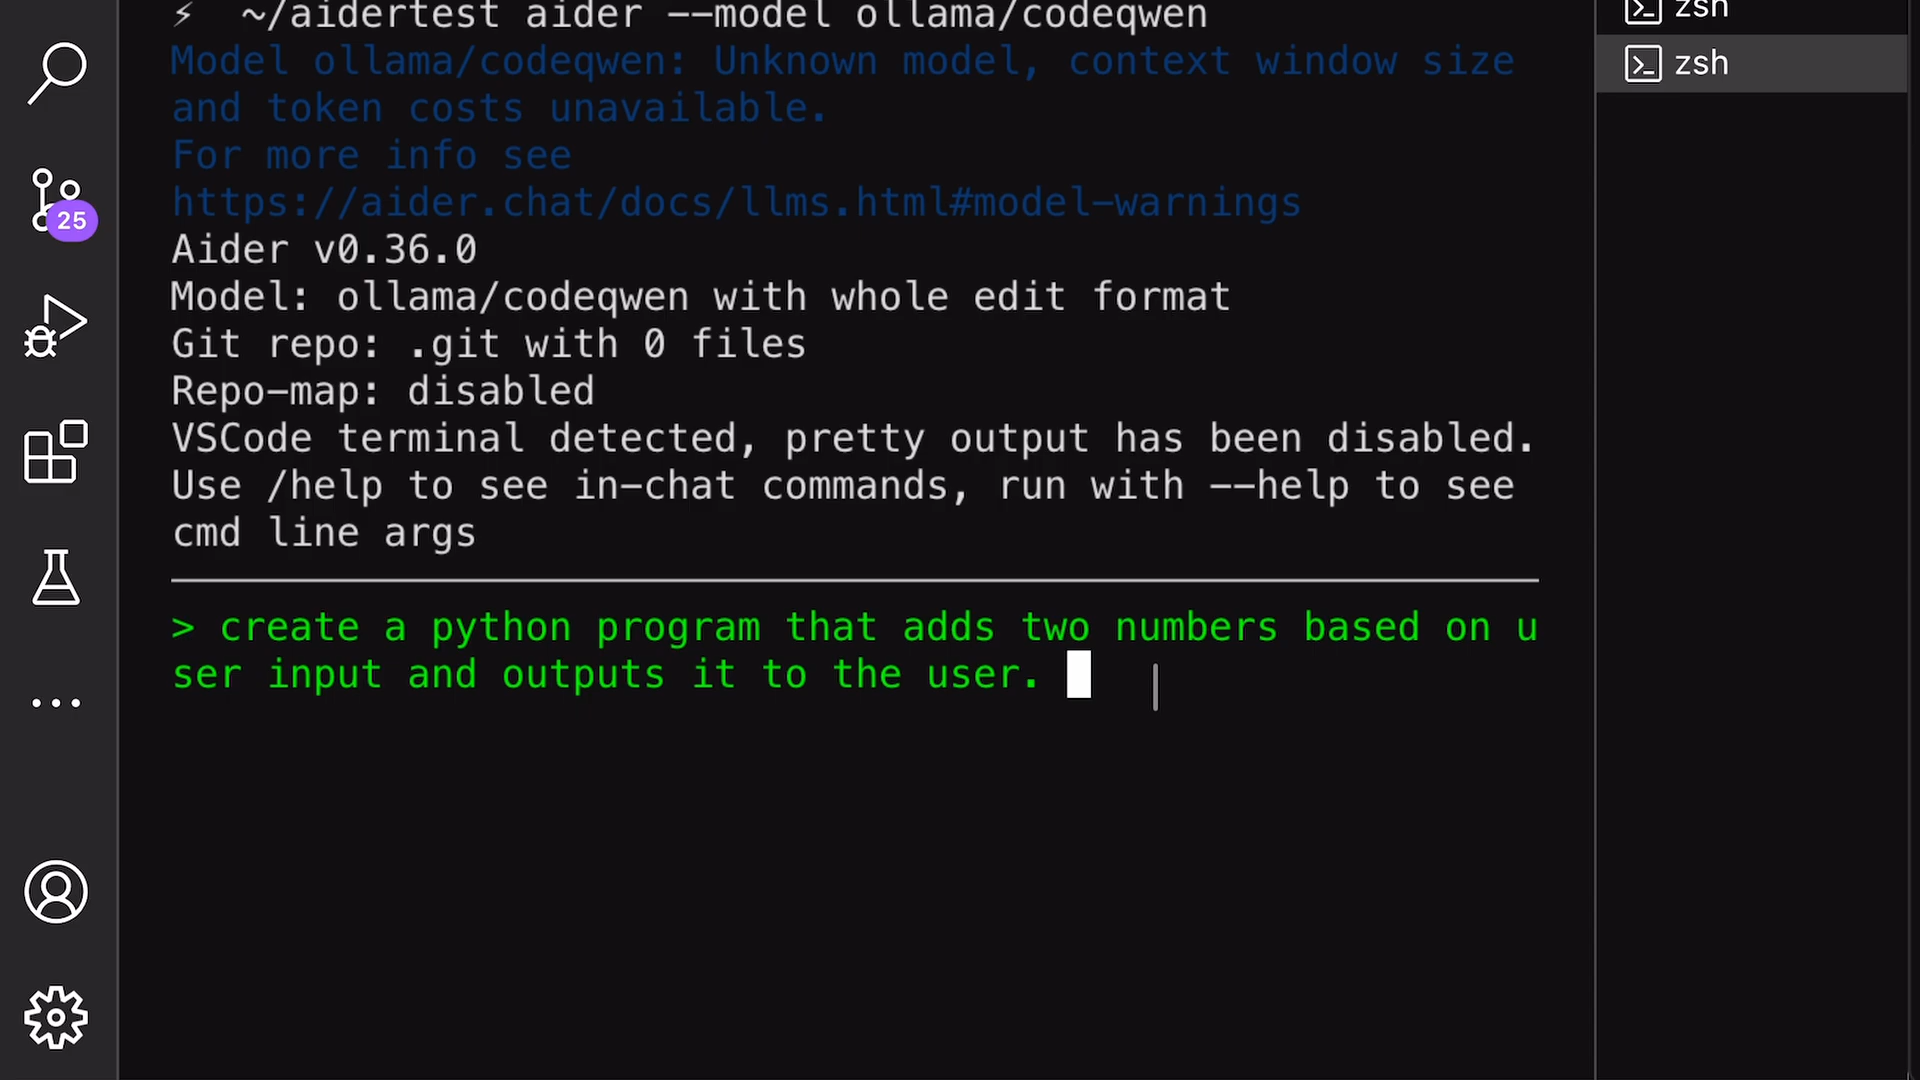 ⚡ ~/aidertest aider --model ollama/codeqwen
Model ollama/codeqwen: Unknown model, context window size
and token costs unavailable.
For more info see
https://aider.chat/docs/llms.html#model-warnings
Aider v0.36.0
Model: ollama/codeqwen with whole edit format
Git repo: .git with 0 files
Repo-map: disabled
VSCode terminal detected, pretty output has been disabled.
Use /help to see in-chat commands, run with --help to see
cmd line args
> create a python program that adds two numbers based on u
ser input and outputs it to the user.
zsh
zsh
25